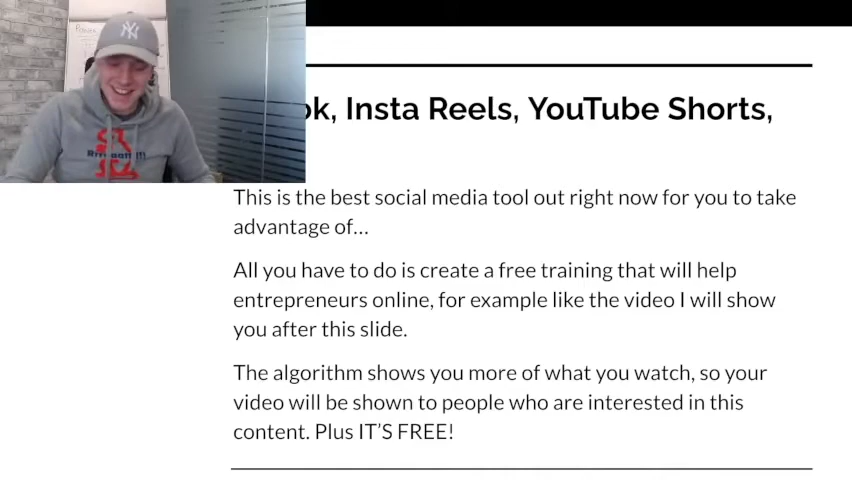 ok, Insta Reels, YouTube Shorts,
This is the best social media tool out right now for you to take
advantage of...
All you have to do is create a free training that will help
entrepreneurs online, for example like the video I will show
you after this slide.
The algorithm shows you more of what you watch, so your
video will be shown to people who are interested in this
content. Plus IT'S FREE!